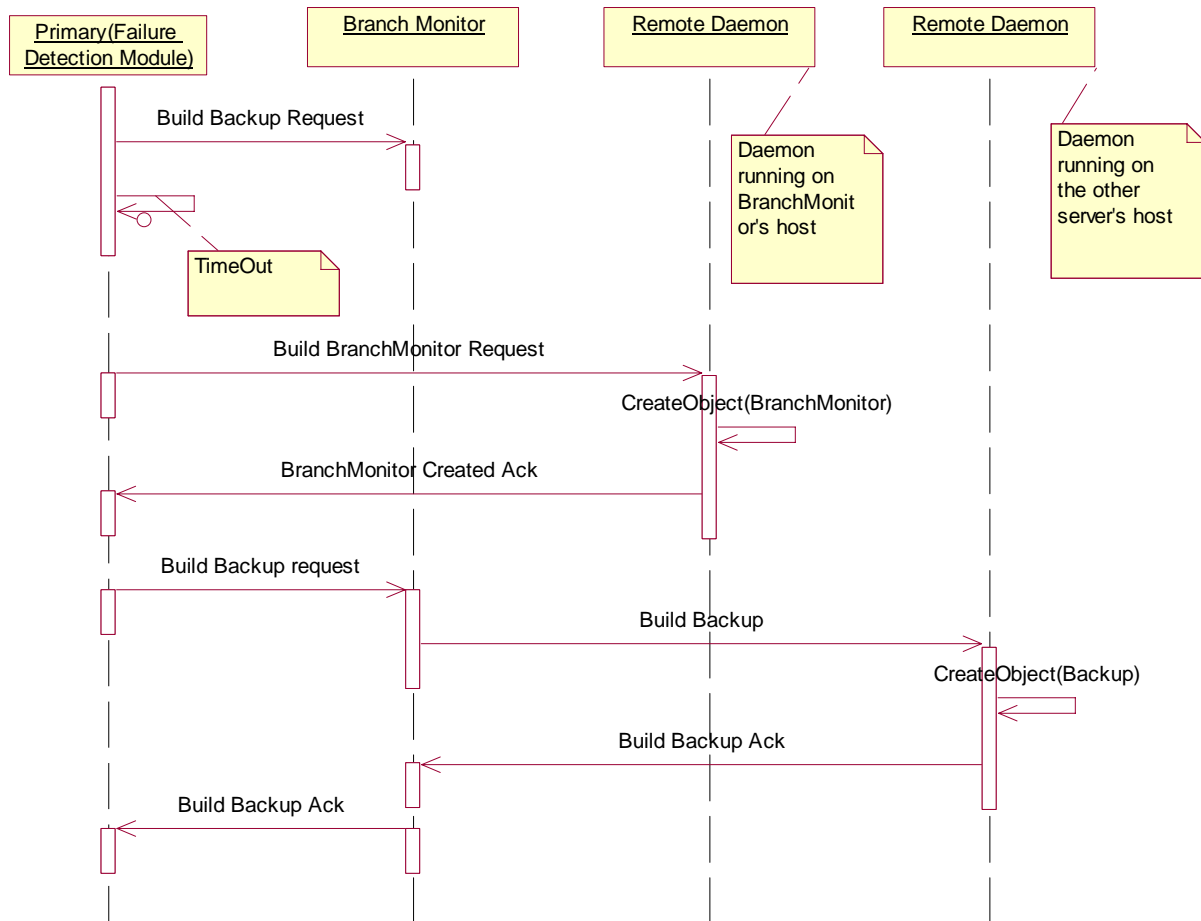 Primary(Failure
Detection Module)
Branch Monitor
Remote Daemon
Remote Daemon
Build Backup Request
Daemon
running on
BranchMonit
or's host
Daemon
running on
the other
server's host
TimeOut
Build BranchMonitor Request
CreateObject(BranchMonitor)
BranchMonitor Created Ack
Build Backup request
Build Backup
CreateObject(Backup)
Build Backup Ack
Build Backup Ack